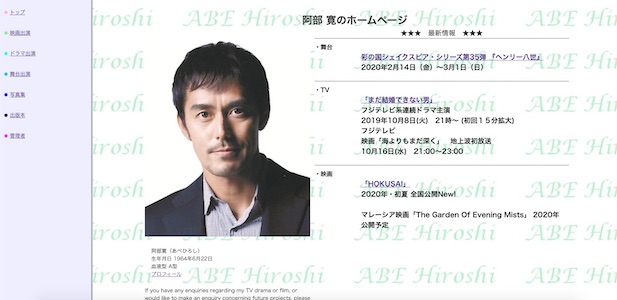 トップ
映画出演
ドラマ出演
舞台出演
写真集
出版本
管理者
ABE Hiroshi
阿部 寛のホームページ
★★★ 最新情報 ★★★
・舞台
彩の国シェイクスピア・シリーズ第35弾 『ヘンリー八世』
2020年2月14日（金）～3月1日（日）
・TV
「まだ結婚できない男」
フジテレビ系連続ドラマ主演
2019年10月8日(火) 21時～ (初回１５分拡大)
フジテレビ
映画「海よりもまだ深く」 地上波初放送
10月16日(水) 21:00～23:00
・映画
「HOKUSAI」
2020年・初夏 全国公開New!
マレーシア映画「The Garden Of Evening Mists」 2020年
公開予定
阿部寛（あべひろし）
生年月日 1964年6月22日
血液型 A型
プロフィール
If you have any enquiries regarding my TV drama or film, or
would like to make an enquiry concerning future projects, please